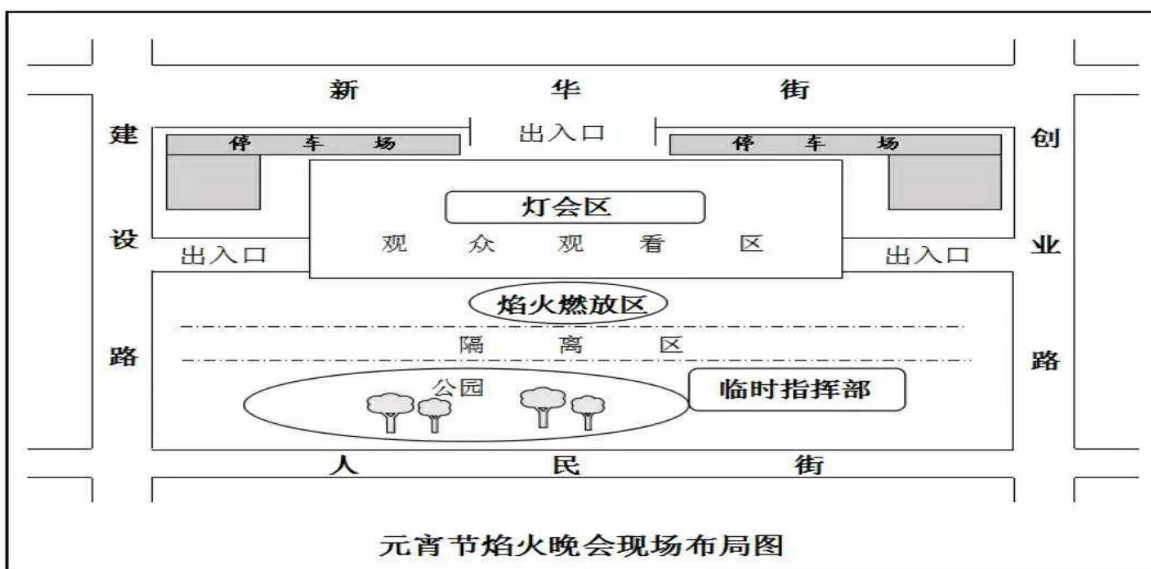 新华街
建设路
创业路
出入口
停车场
停车场
灯会区
观众观看区
出入口
出入口
焰火燃放区
隔离区
公园
临时指挥部
人民街
元宵节焰火晚会现场布局图